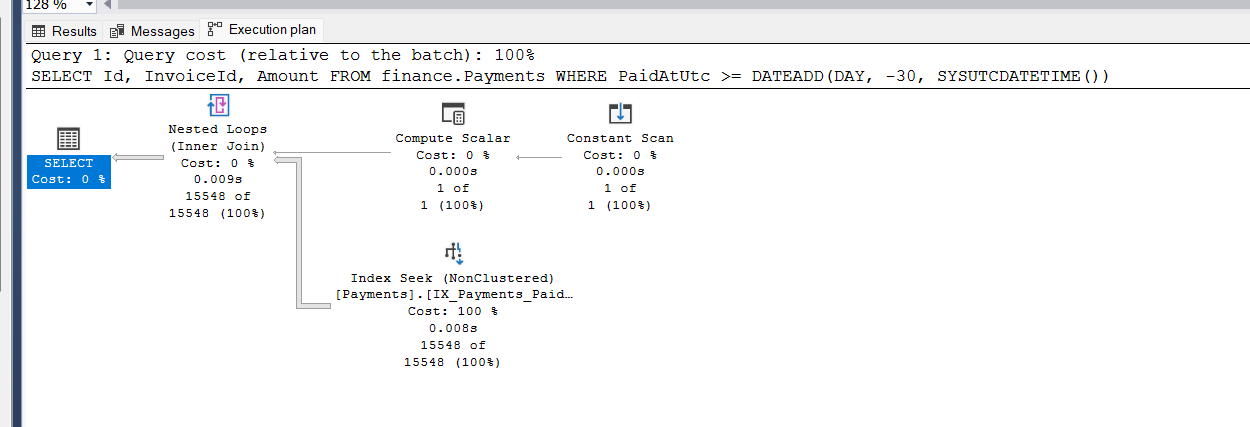 128 %
Results Messages Execution plan
Query 1: Query cost (relative to the batch): 100%
SELECT Id, InvoiceId, Amount FROM finance.Payments WHERE PaidAtUtc >= DATEADD(DAY, -30, SYSUTCDATETIME())
SELECT
Cost: 0 %
Nested Loops
(Inner Join)
Cost: 0 %
0.009s
15548 of
15548 (100%)
Compute Scalar
Cost: 0 %
0.000s
1 of
1 (100%)
Constant Scan
Cost: 0 %
0.000s
1 of
1 (100%)
Index Seek (NonClustered)
[Payments].[IX_Payments_Paid…
Cost: 100 %
0.008s
15548 of
15548 (100%)